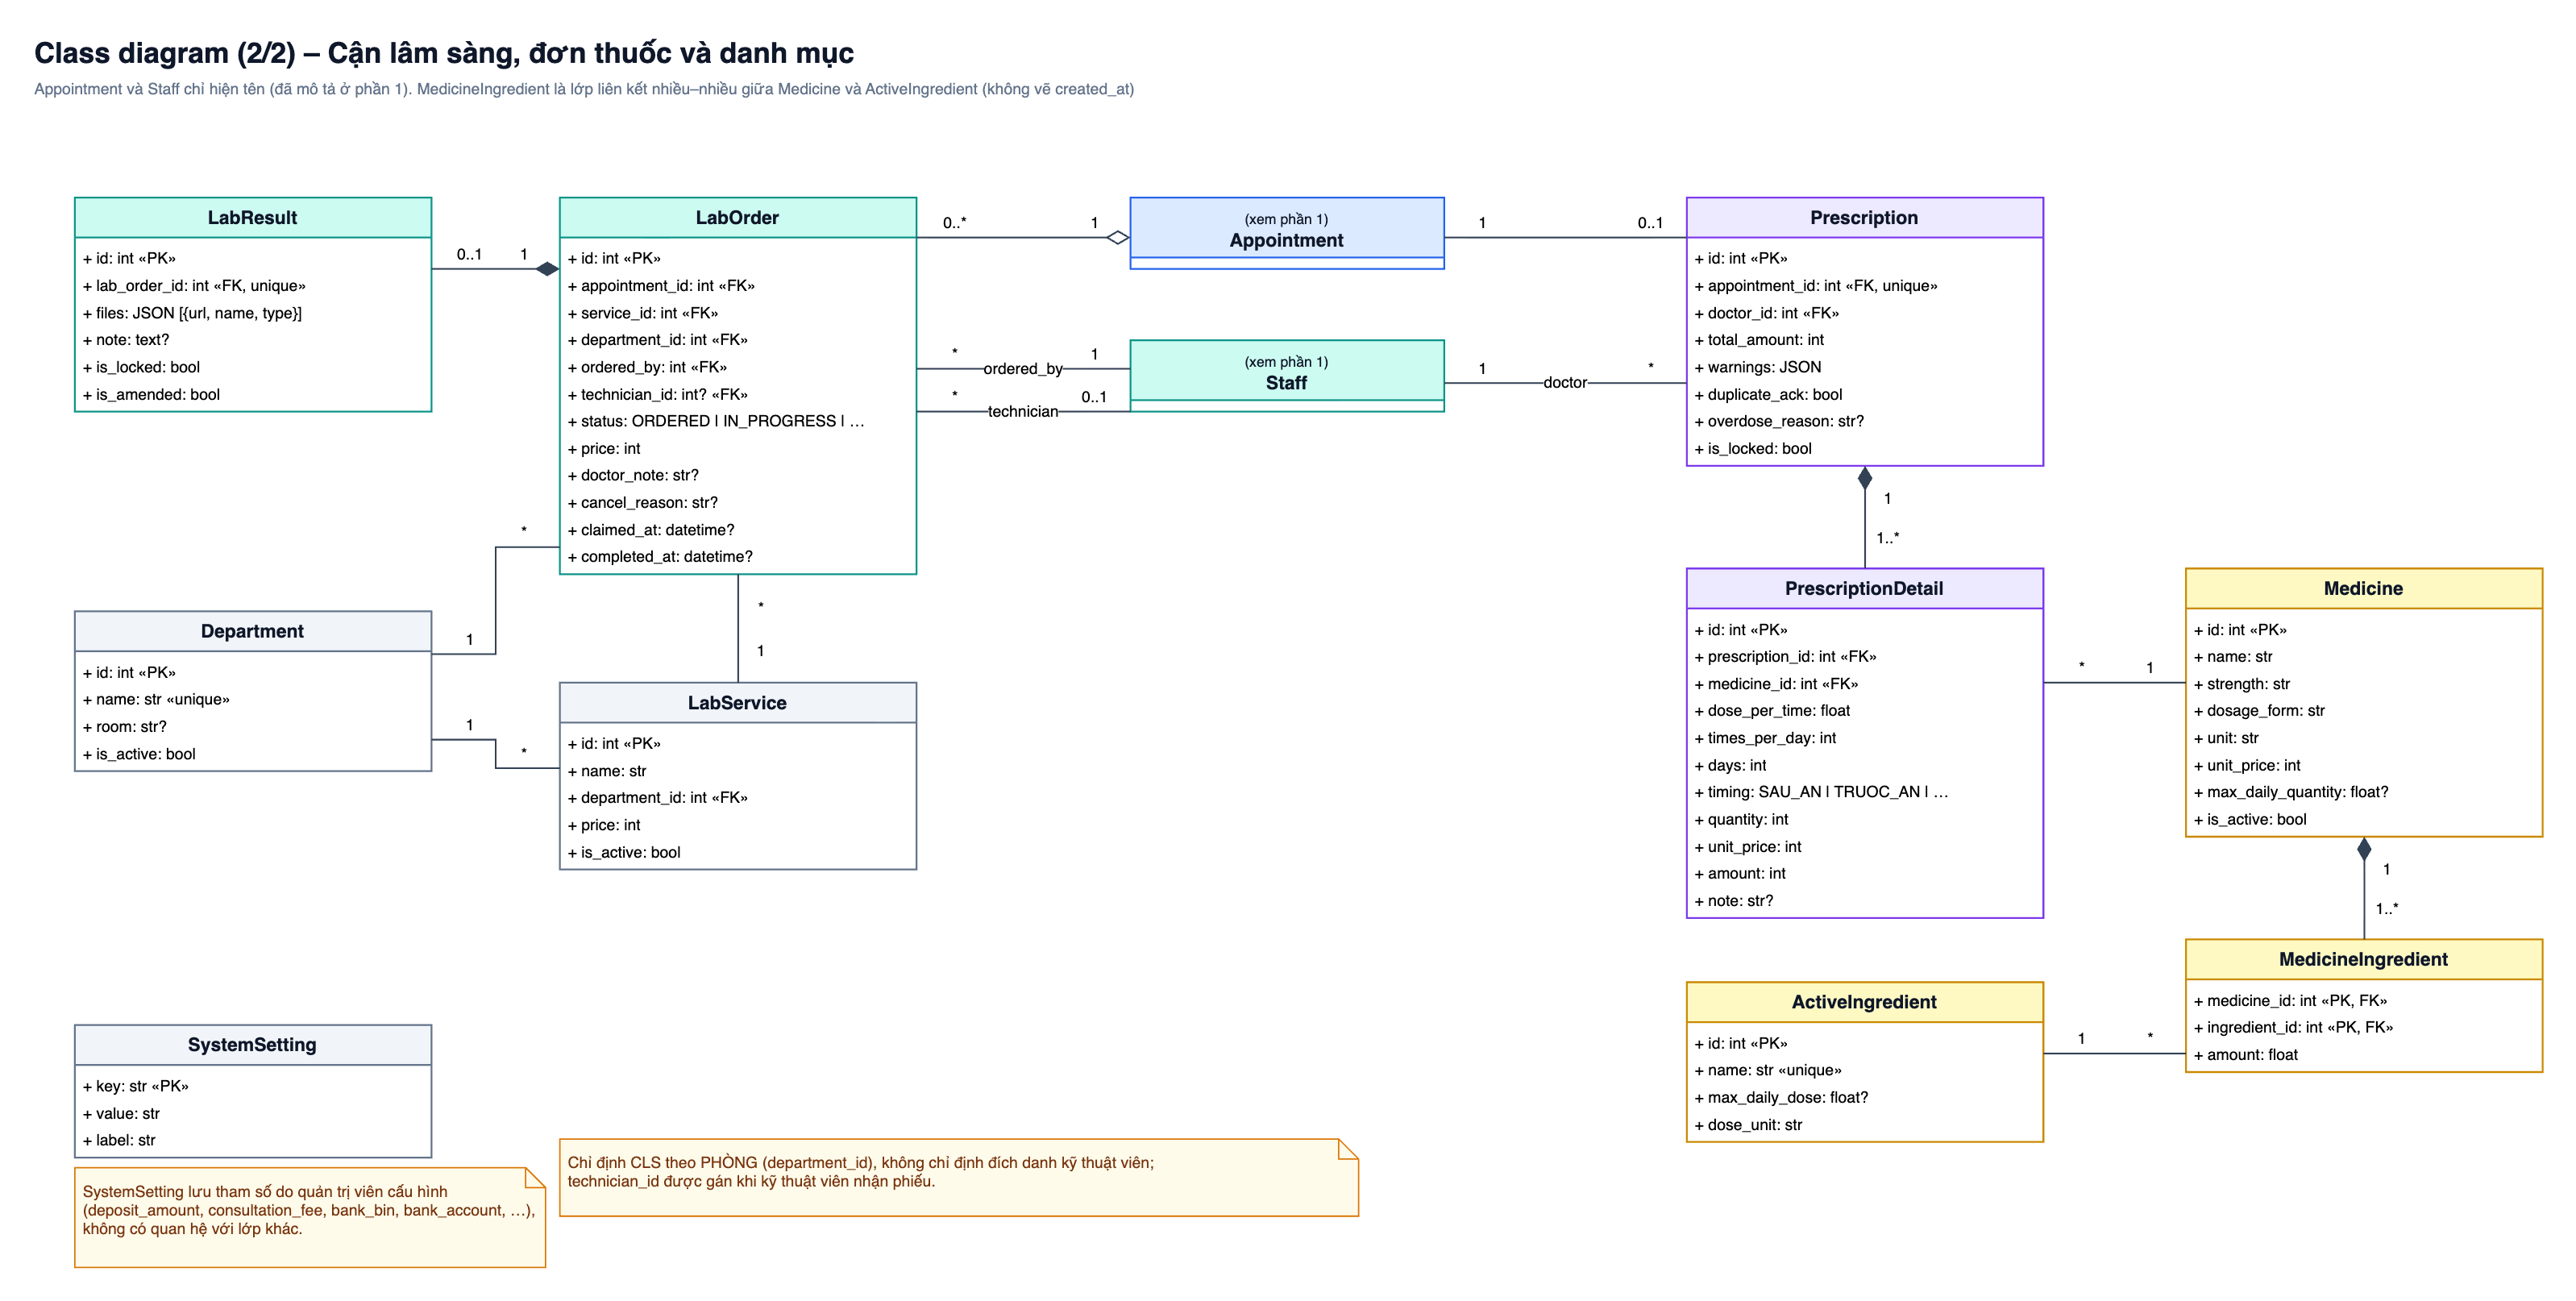 Class diagram (2/2) – Cận lâm sàng, đơn thuốc và danh mục
Appointment và Staff chỉ hiện tên (đã mô tả ở phần 1). MedicineIngredient là lớp liên kết nhiều–nhiều giữa Medicine và ActiveIngredient (không vẽ created_at)
LabResult
+ id: int «PK»
+ lab_order_id: int «FK, unique»
+ files: JSON [{url, name, type}]
+ note: text?
+ is_locked: bool
+ is_amended: bool
0..1
1
LabOrder
+ id: int «PK»
+ appointment_id: int «FK»
+ service_id: int «FK»
+ department_id: int «FK»
+ ordered_by: int «FK»
+ technician_id: int? «FK»
+ status: ORDERED | IN_PROGRESS | …
+ price: int
+ doctor_note: str?
+ cancel_reason: str?
+ claimed_at: datetime?
+ completed_at: datetime?
0..*
1
(xem phần 1)
Appointment
1
0..1
*
ordered_by
1
*
technician
0..1
(xem phần 1)
Staff
1
doctor
*
Prescription
+ id: int «PK»
+ appointment_id: int «FK, unique»
+ doctor_id: int «FK»
+ total_amount: int
+ warnings: JSON
+ duplicate_ack: bool
+ overdose_reason: str?
+ is_locked: bool
1
1..*
*
1
Department
+ id: int «PK»
+ name: str «unique»
+ room: str?
+ is_active: bool
1
*
*
1
LabService
+ id: int «PK»
+ name: str
+ department_id: int «FK»
+ price: int
+ is_active: bool
PrescriptionDetail
+ id: int «PK»
+ prescription_id: int «FK»
+ medicine_id: int «FK»
+ dose_per_time: float
+ times_per_day: int
+ days: int
+ timing: SAU_AN | TRUOC_AN | …
+ quantity: int
+ unit_price: int
+ amount: int
+ note: str?
*
1
Medicine
+ id: int «PK»
+ name: str
+ strength: str
+ dosage_form: str
+ unit: str
+ unit_price: int
+ max_daily_quantity: float?
+ is_active: bool
1
1..*
MedicineIngredient
+ medicine_id: int «PK, FK»
+ ingredient_id: int «PK, FK»
+ amount: float
ActiveIngredient
+ id: int «PK»
+ name: str «unique»
+ max_daily_dose: float?
+ dose_unit: str
1
*
SystemSetting
+ key: str «PK»
+ value: str
+ label: str
SystemSetting lưu tham số do quản trị viên cấu hình
(deposit_amount, consultation_fee, bank_bin, bank_account, …),
không có quan hệ với lớp khác.
Chỉ định CLS theo PHÒNG (department_id), không chỉ định đích danh kỹ thuật viên;
technician_id được gán khi kỹ thuật viên nhận phiếu.